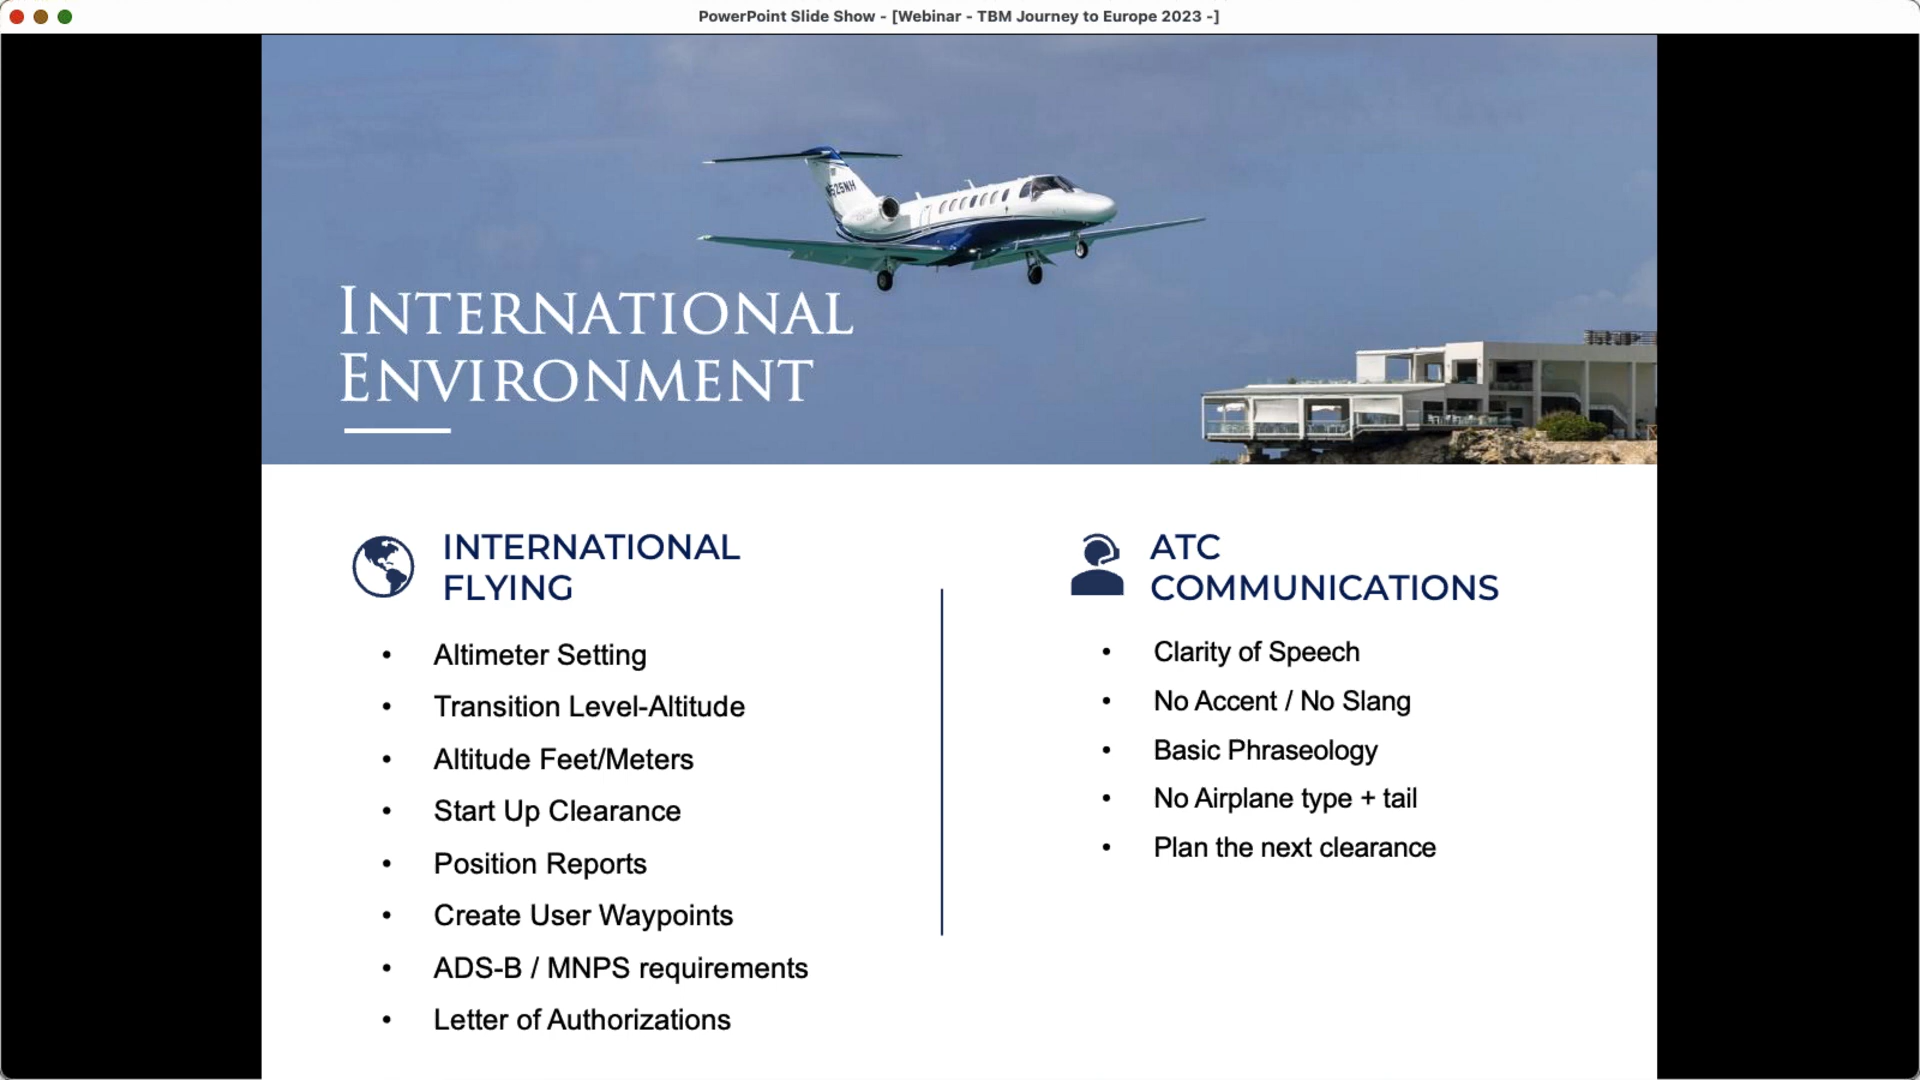 PowerPoint Slide Show - [Webinar - TBM Journey to Europe 2023 -]
N525NH
INTERNATIONAL
ENVIRONMENT
INTERNATIONAL
FLYING
• Altimeter Setting
• Transition Level-Altitude
• Altitude Feet/Meters
• Start Up Clearance
• Position Reports
• Create User Waypoints
• ADS-B / MNPS requirements
• Letter of Authorizations
ATC
COMMUNICATIONS
• Clarity of Speech
• No Accent / No Slang
• Basic Phraseology
• No Airplane type + tail
• Plan the next clearance